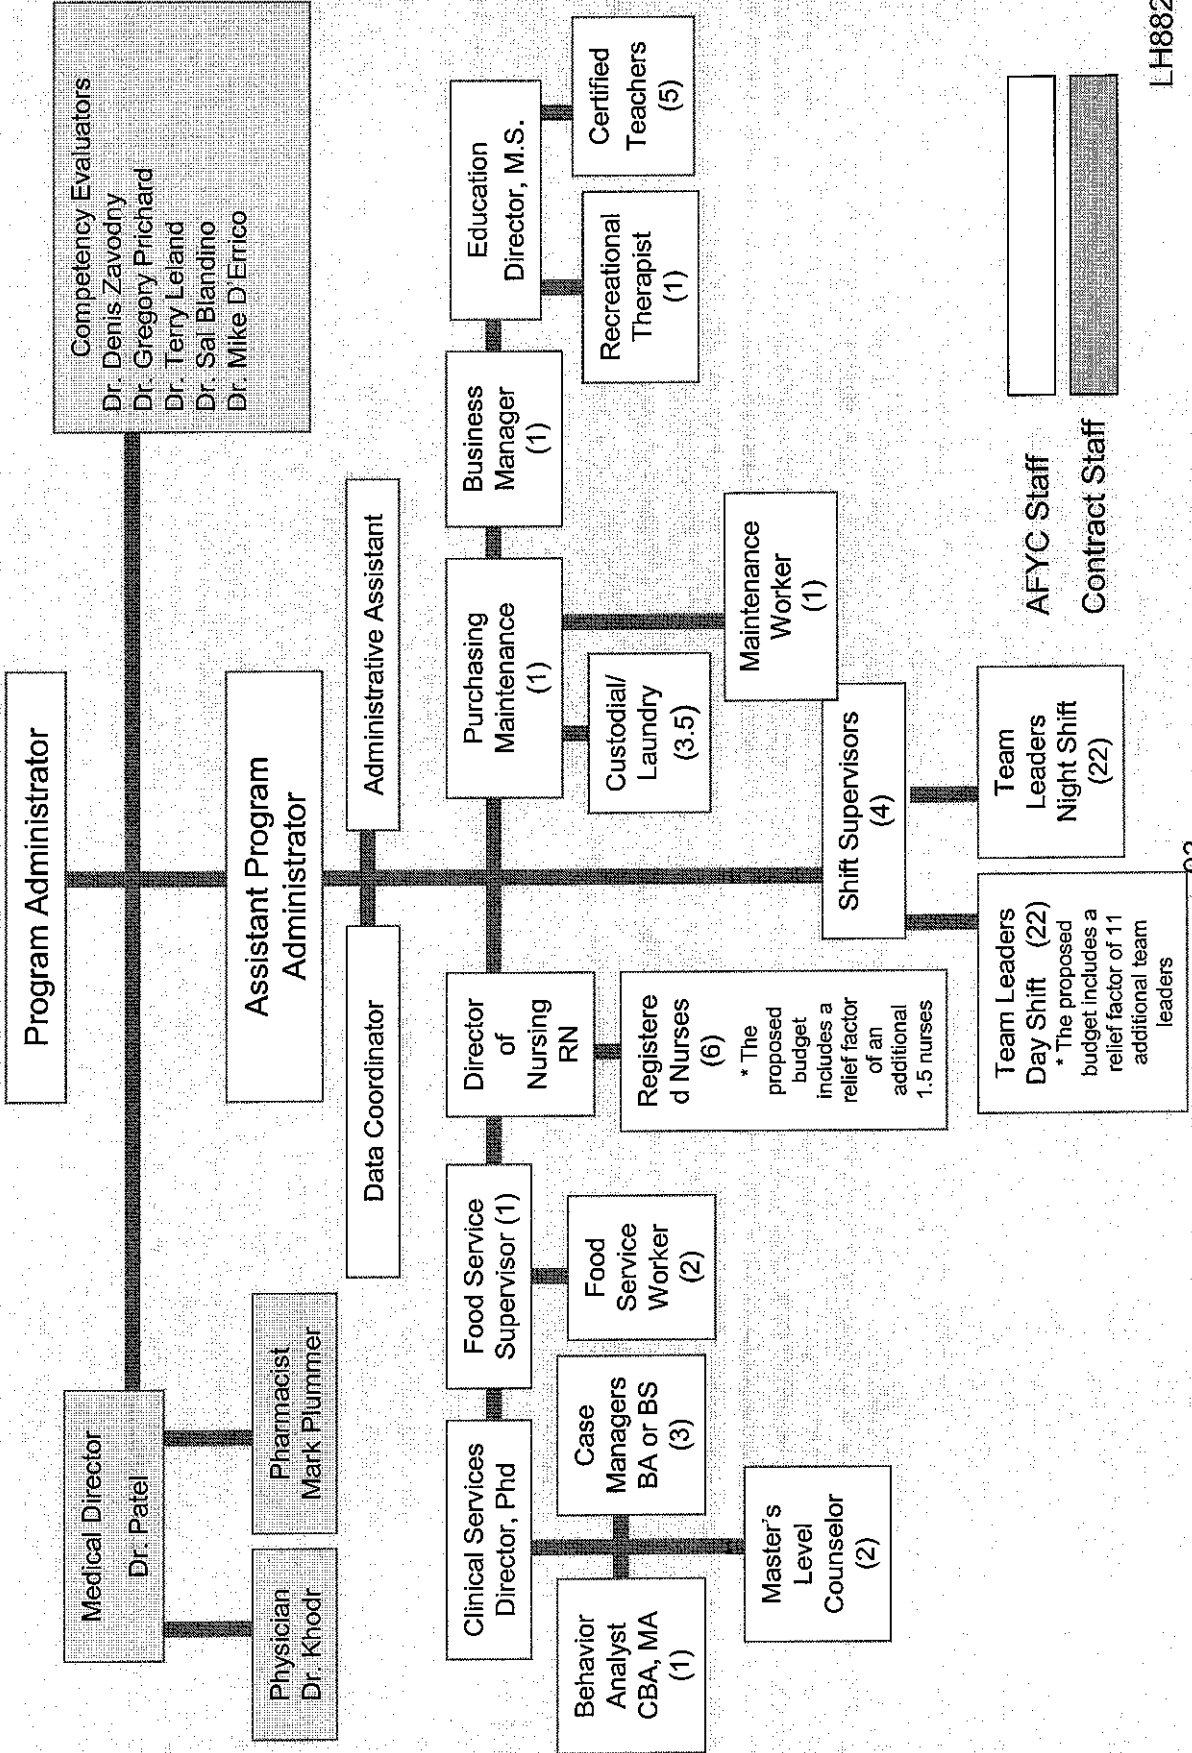 Program Administrator
Medical Director
Dr. Patel
Physician
Dr. Khodr
Pharmacist
Mark Plummer
Competency Evaluators
Dr. Denis Zavodny
Dr. Gregory Prichard
Dr. Terry Leland
Dr. Sal Blandino
Dr. Mike D'Errico
Assistant Program
Administrator
Data Coordinator
Administrative Assistant
Clinical Services
Director, Phd
Food Service
Supervisor (1)
Director
of
Nursing
RN
Purchasing
Maintenance
(1)
Business
Manager
(1)
Education
Director, M.S.
Behavior
Analyst
CBA, MA
(1)
Case
Managers
BA or BS
(3)
Master's
Level
Counselor
(2)
Food
Service
Worker
(2)
Registere
d Nurses
(6)
* The
proposed
budget
includes a
relief factor
of an
additional
1.5 nurses
Custodial/
Laundry
(3.5)
Maintenance
Worker
(1)
Recreational
Therapist
(1)
Certified
Teachers
(5)
Shift Supervisors
(4)
Team Leaders
Day Shift (22)
* The proposed
budget includes a
relief factor of 11
additional team
leaders
Team
Leaders
Night Shift
(22)
AFYC Staff
Contract Staff
LH882